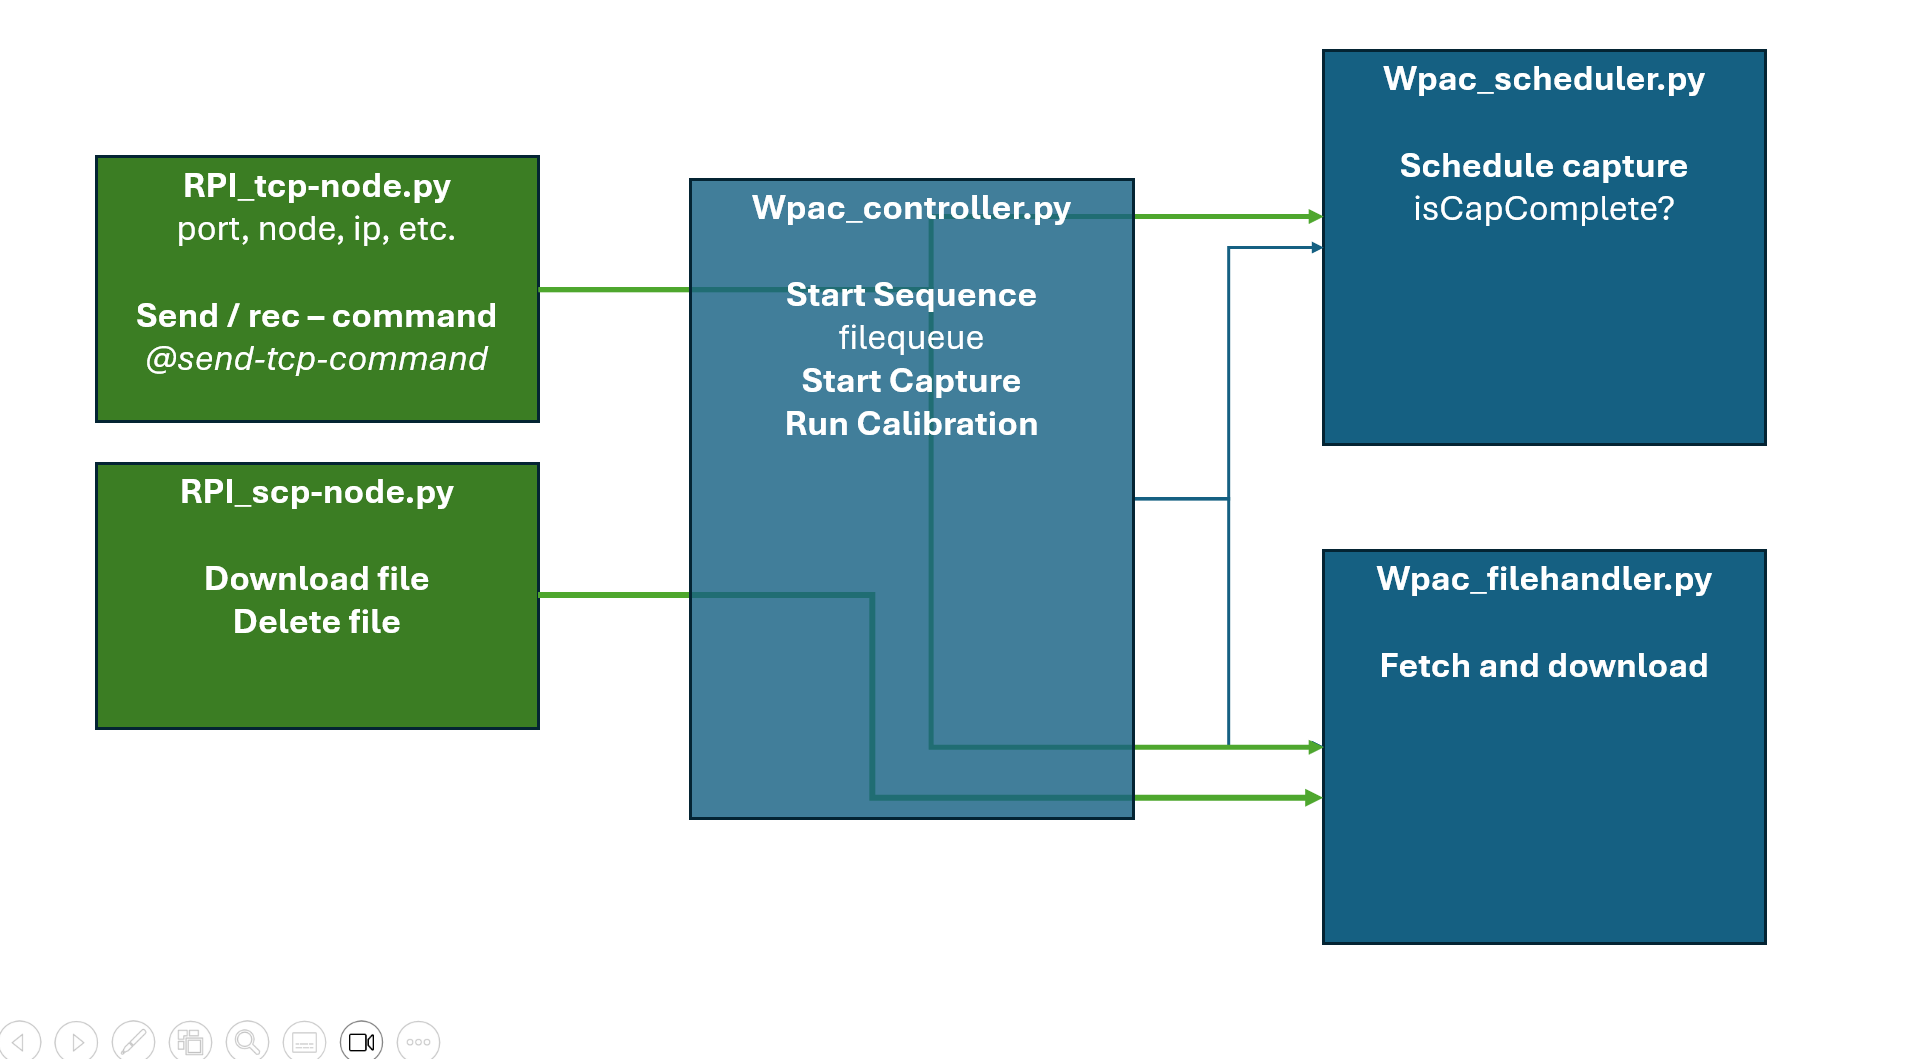 RPI_tcp-node.py
port, node, ip, etc.
Send / rec – command
@send-tcp-command
RPI_scp-node.py
Download file
Delete file
Wpac_controller.py
Start Sequence
filequeue
Start Capture
Run Calibration
Wpac_scheduler.py
Schedule capture
isCapComplete?
Wpac_filehandler.py
Fetch and download